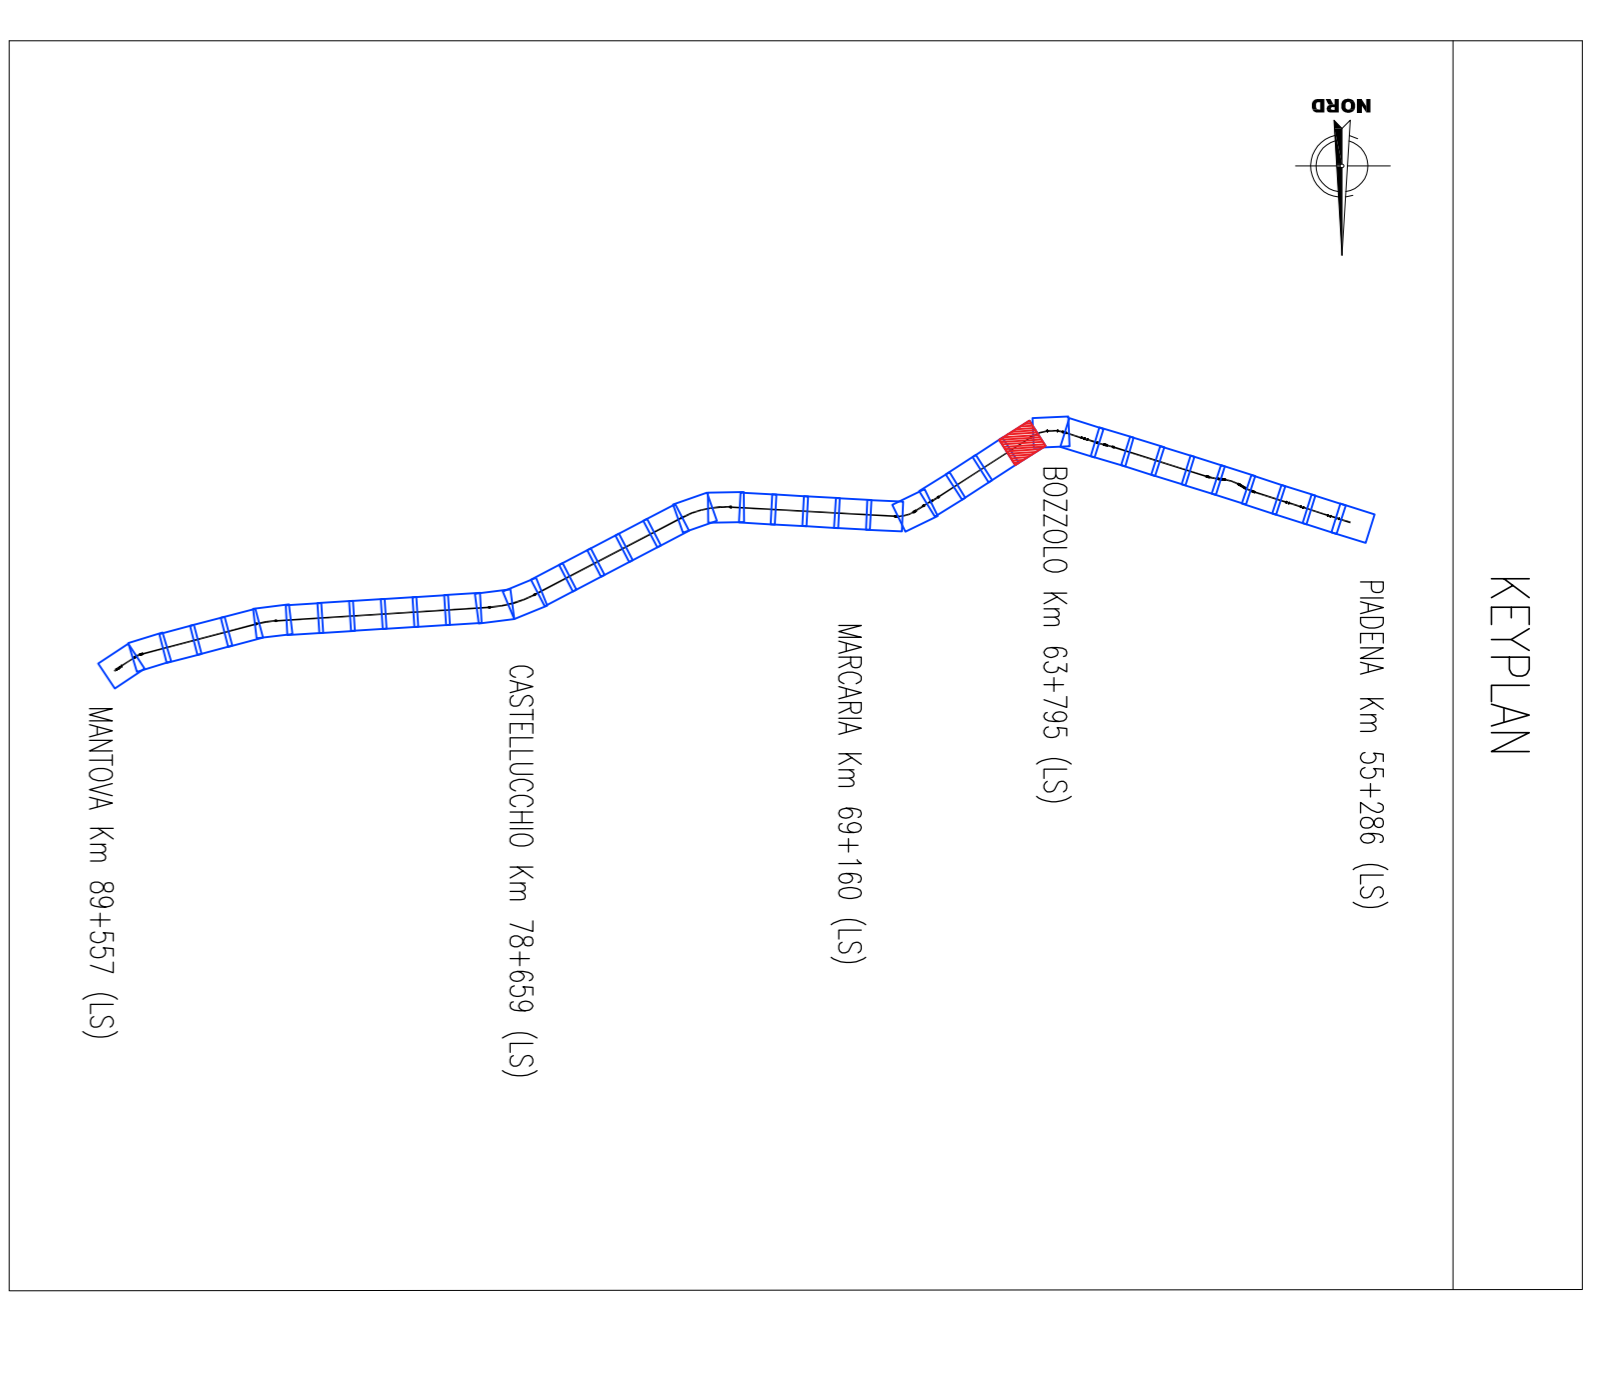 KEYPLAN
NORD
PIADENA Km 55+286 (LS)
BOZZOLO Km 63+795 (LS)
MARCARIA Km 69+160 (LS)
CASTELLUCCHIO Km 78+659 (LS)
MANTOVA Km 89+557 (LS)